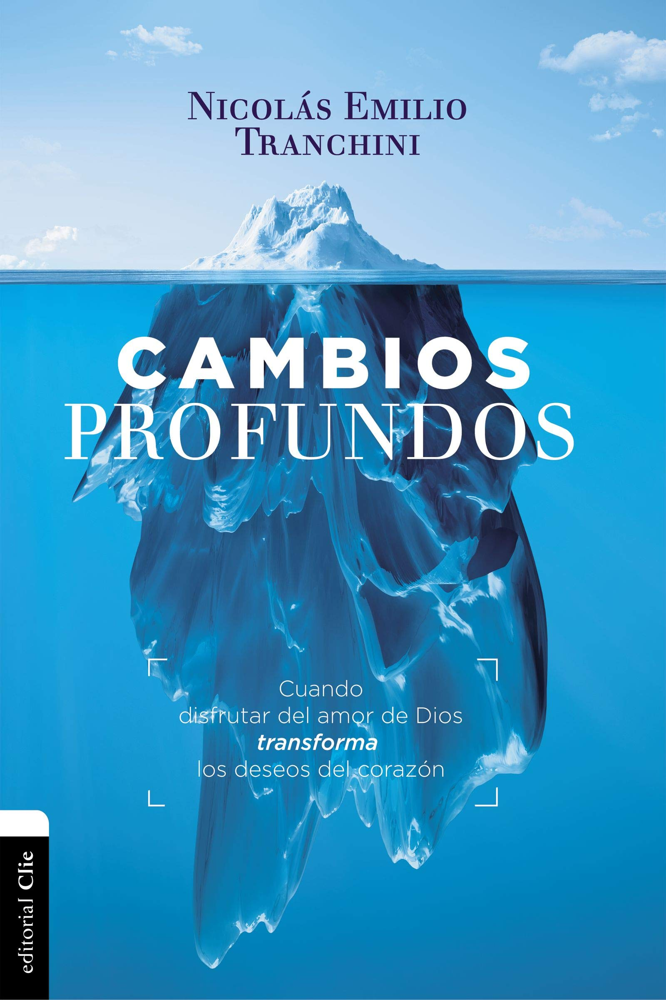 NICOLÁS EMILIO
TRANCHINI
CAMBIOS
PROFUNDOS
Cuando
disfrutar del amor de Dios
transforma
los deseos del corazón
editorial Clie